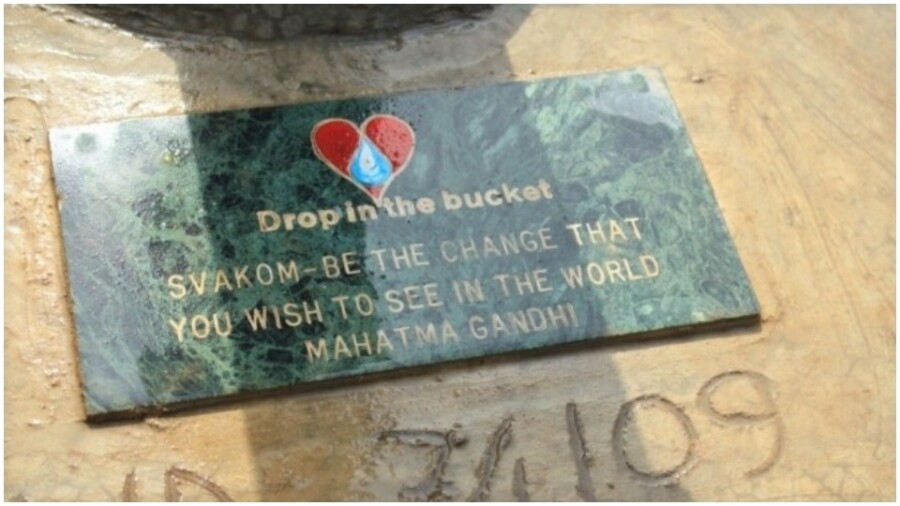 Drop in the bucket
SVAKOM-BE THE CHANGE THAT
YOU WISH TO SEE IN THE WORLD
MAHATMA GANDHI